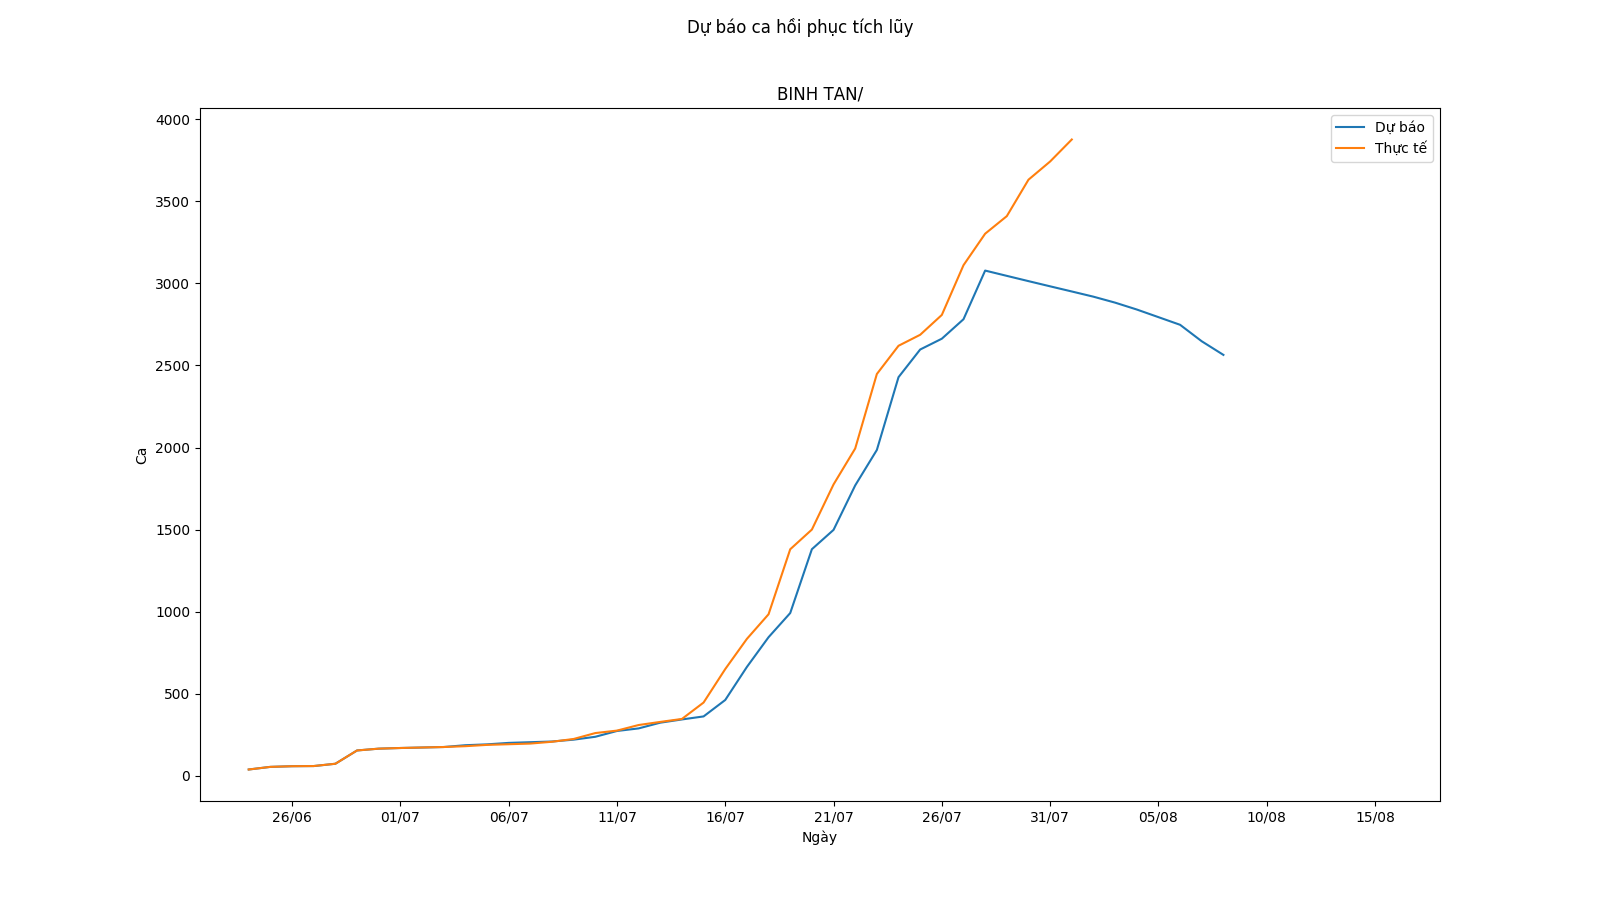 Dự báo ca hồi phục tích lũy
BINH TAN/
Dự báo
Thực tế
4000
3500
3000
2500
2000
1500
1000
500
0
Ca
26/06 01/07 06/07 11/07 16/07 21/07 26/07 31/07 05/08 10/08 15/08
Ngày